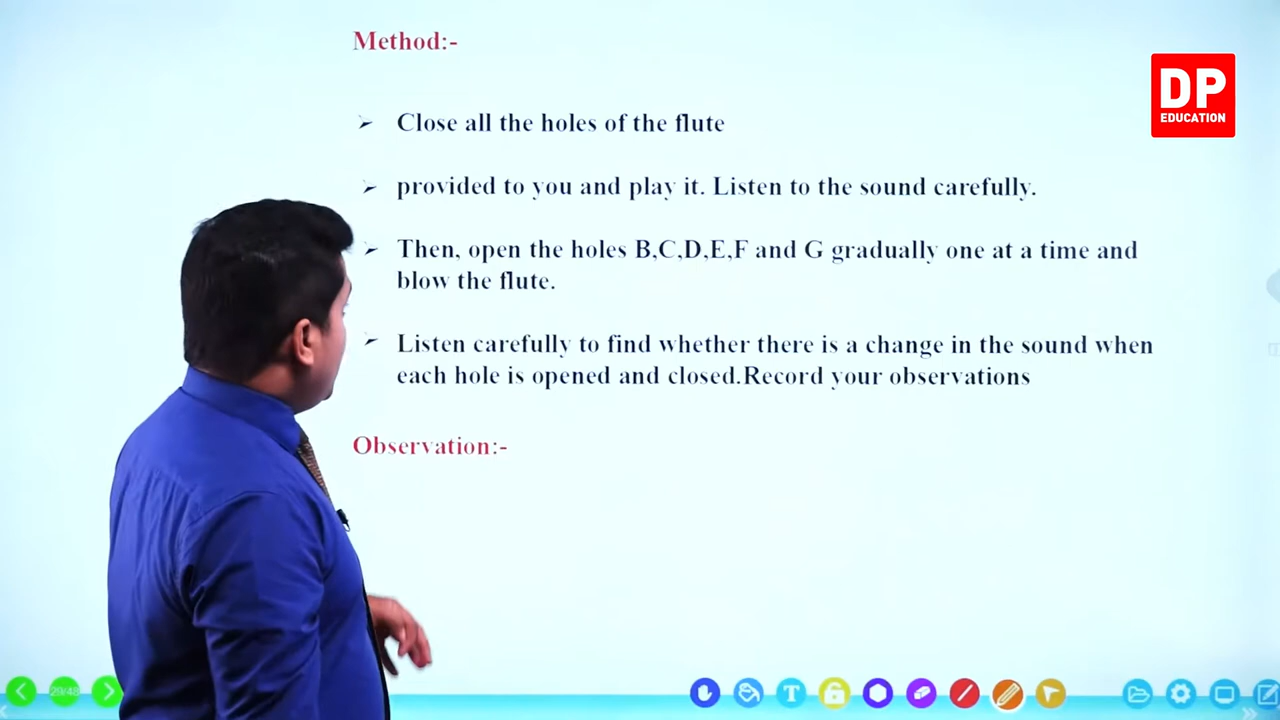 Method:-
DP
EDUCATION
➢ Close all the holes of the flute
➢ provided to you and play it. Listen to the sound carefully.
➢ Then, open the holes B,C,D,E,F and G gradually one at a time and
blow the flute.
➢ Listen carefully to find whether there is a change in the sound when
each hole is opened and closed.Record your observations
Observation:-
29/48
T